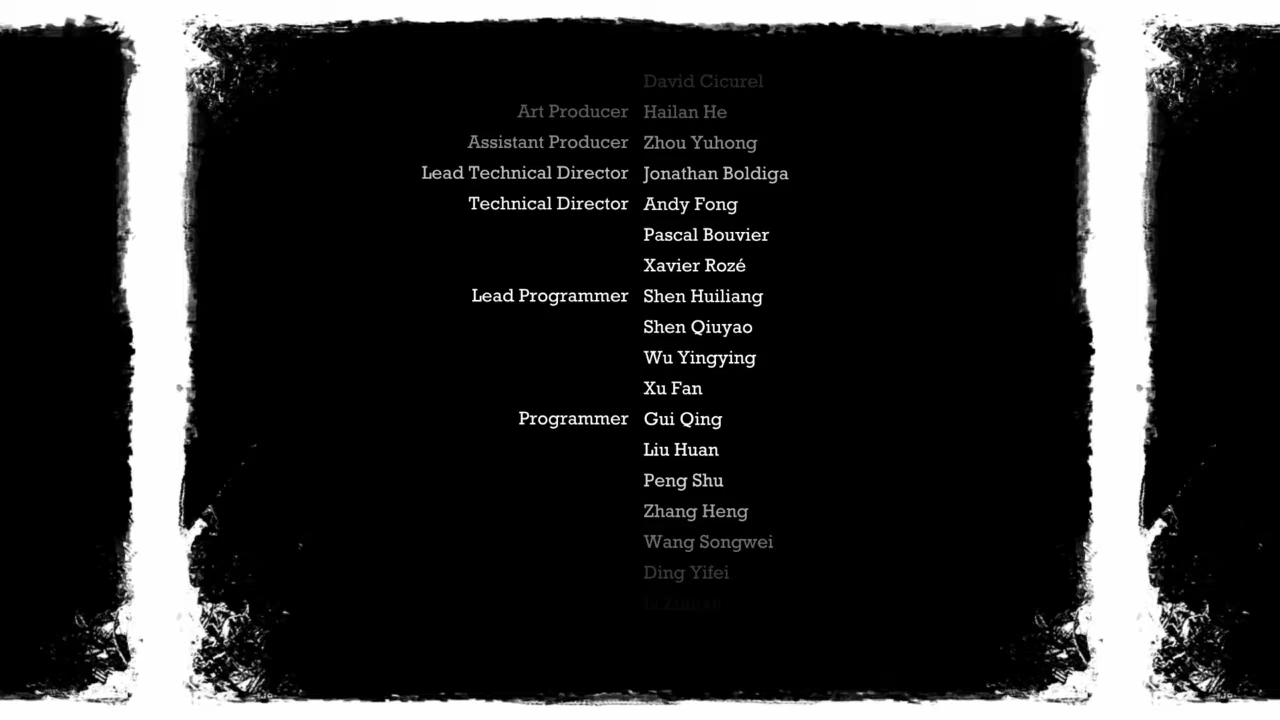 David Cicurel
Art Producer Hailan He
Assistant Producer Zhou Yuhong
Lead Technical Director Jonathan Boldiga
Technical Director Andy Fong
Pascal Bouvier
Xavier Rozé
Lead Programmer Shen Huiliang
Shen Qiuyao
Wu Yingying
Xu Fan
Programmer Gui Qing
Liu Huan
Peng Shu
Zhang Heng
Wang Songwei
Ding Yifei